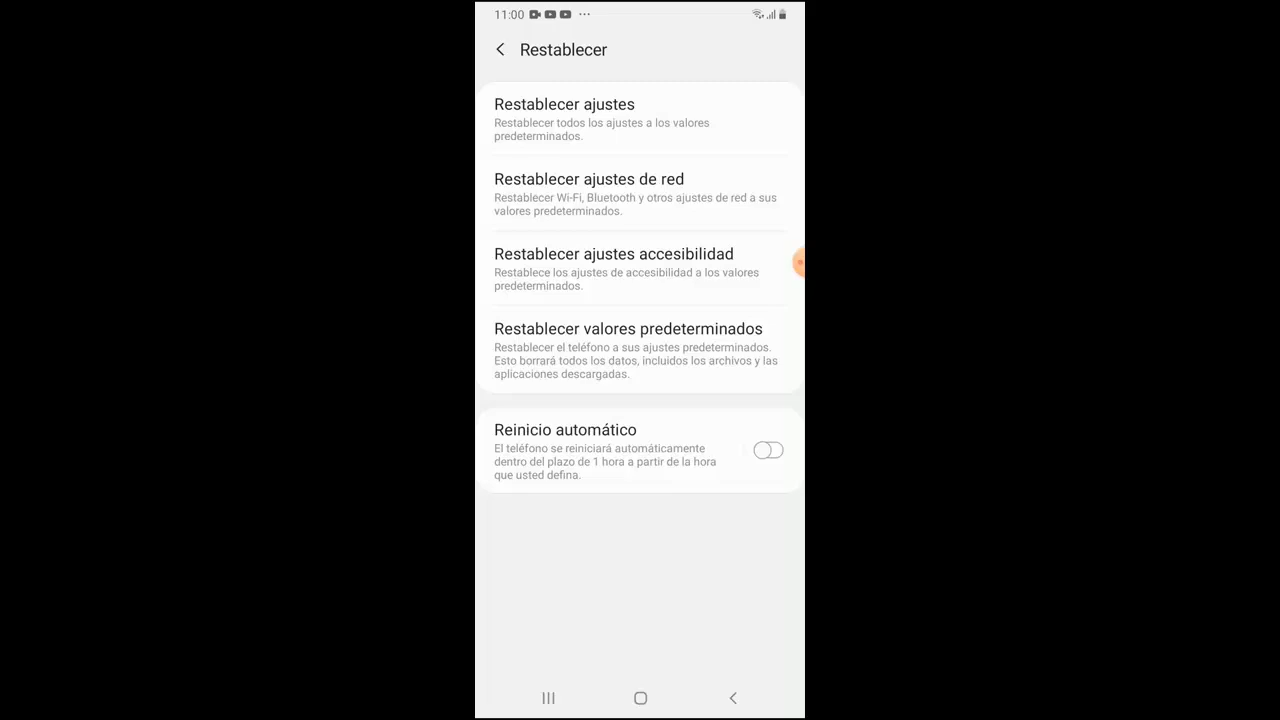 11:00
Restablecer
Restablecer ajustes
Restablecer todos los ajustes a los valores
predeterminados.
Restablecer ajustes de red
Restablecer Wi-Fi, Bluetooth y otros ajustes de red a sus
valores predeterminados.
Restablecer ajustes accesibilidad
Restablece los ajustes de accesibilidad a los valores
predeterminados.
Restablecer valores predeterminados
Restablecer el teléfono a sus ajustes predeterminados.
Esto borrará todos los datos, incluidos los archivos y las
aplicaciones descargadas.
Reinicio automático
El teléfono se reiniciará automáticamente
dentro del plazo de 1 hora a partir de la hora
que usted defina.